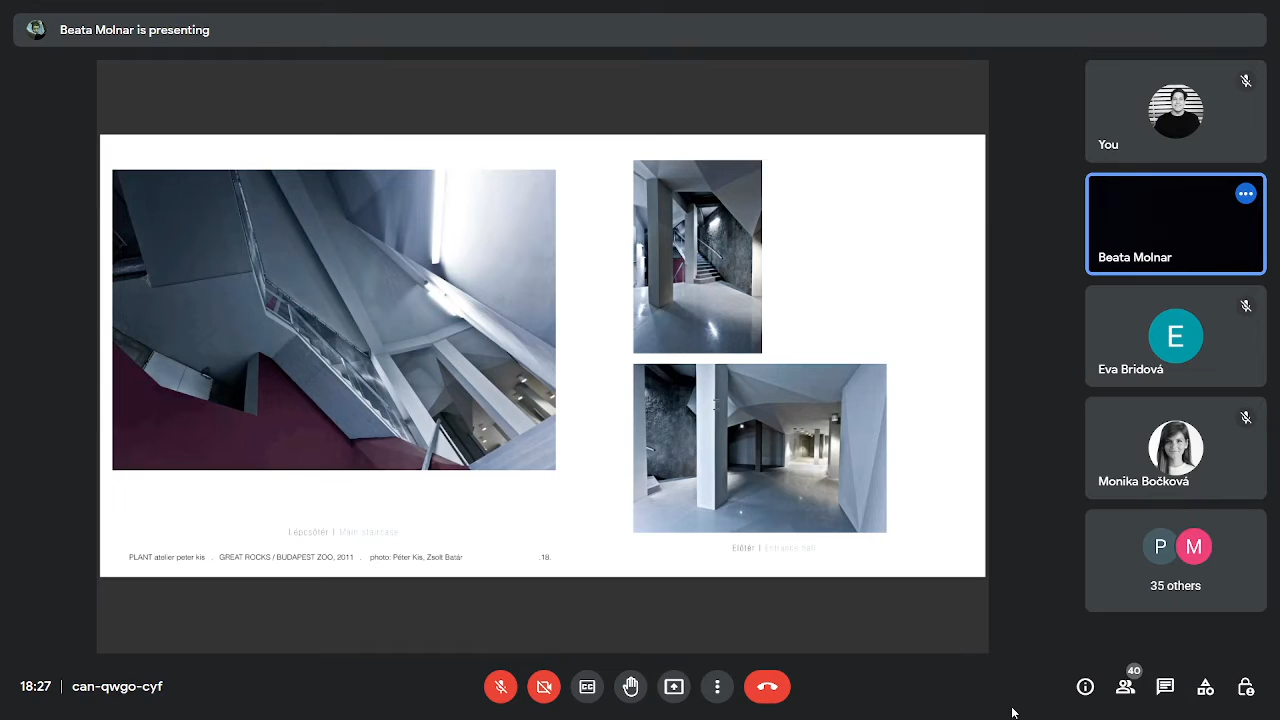 Beata Molnar is presenting
You
Beata Molnar
E
Eva Bridová
Monika Bočková
P M
35 others
Lépcsőtér | Main staircase
PLANT atelier peter kis . GREAT ROCKS / BUDAPEST ZOO, 2011 . photo: Péter Kis, Zsolt Batár .18.
Előtér | Entrance hall
18:27 | can-qwgo-cyf
CC
40